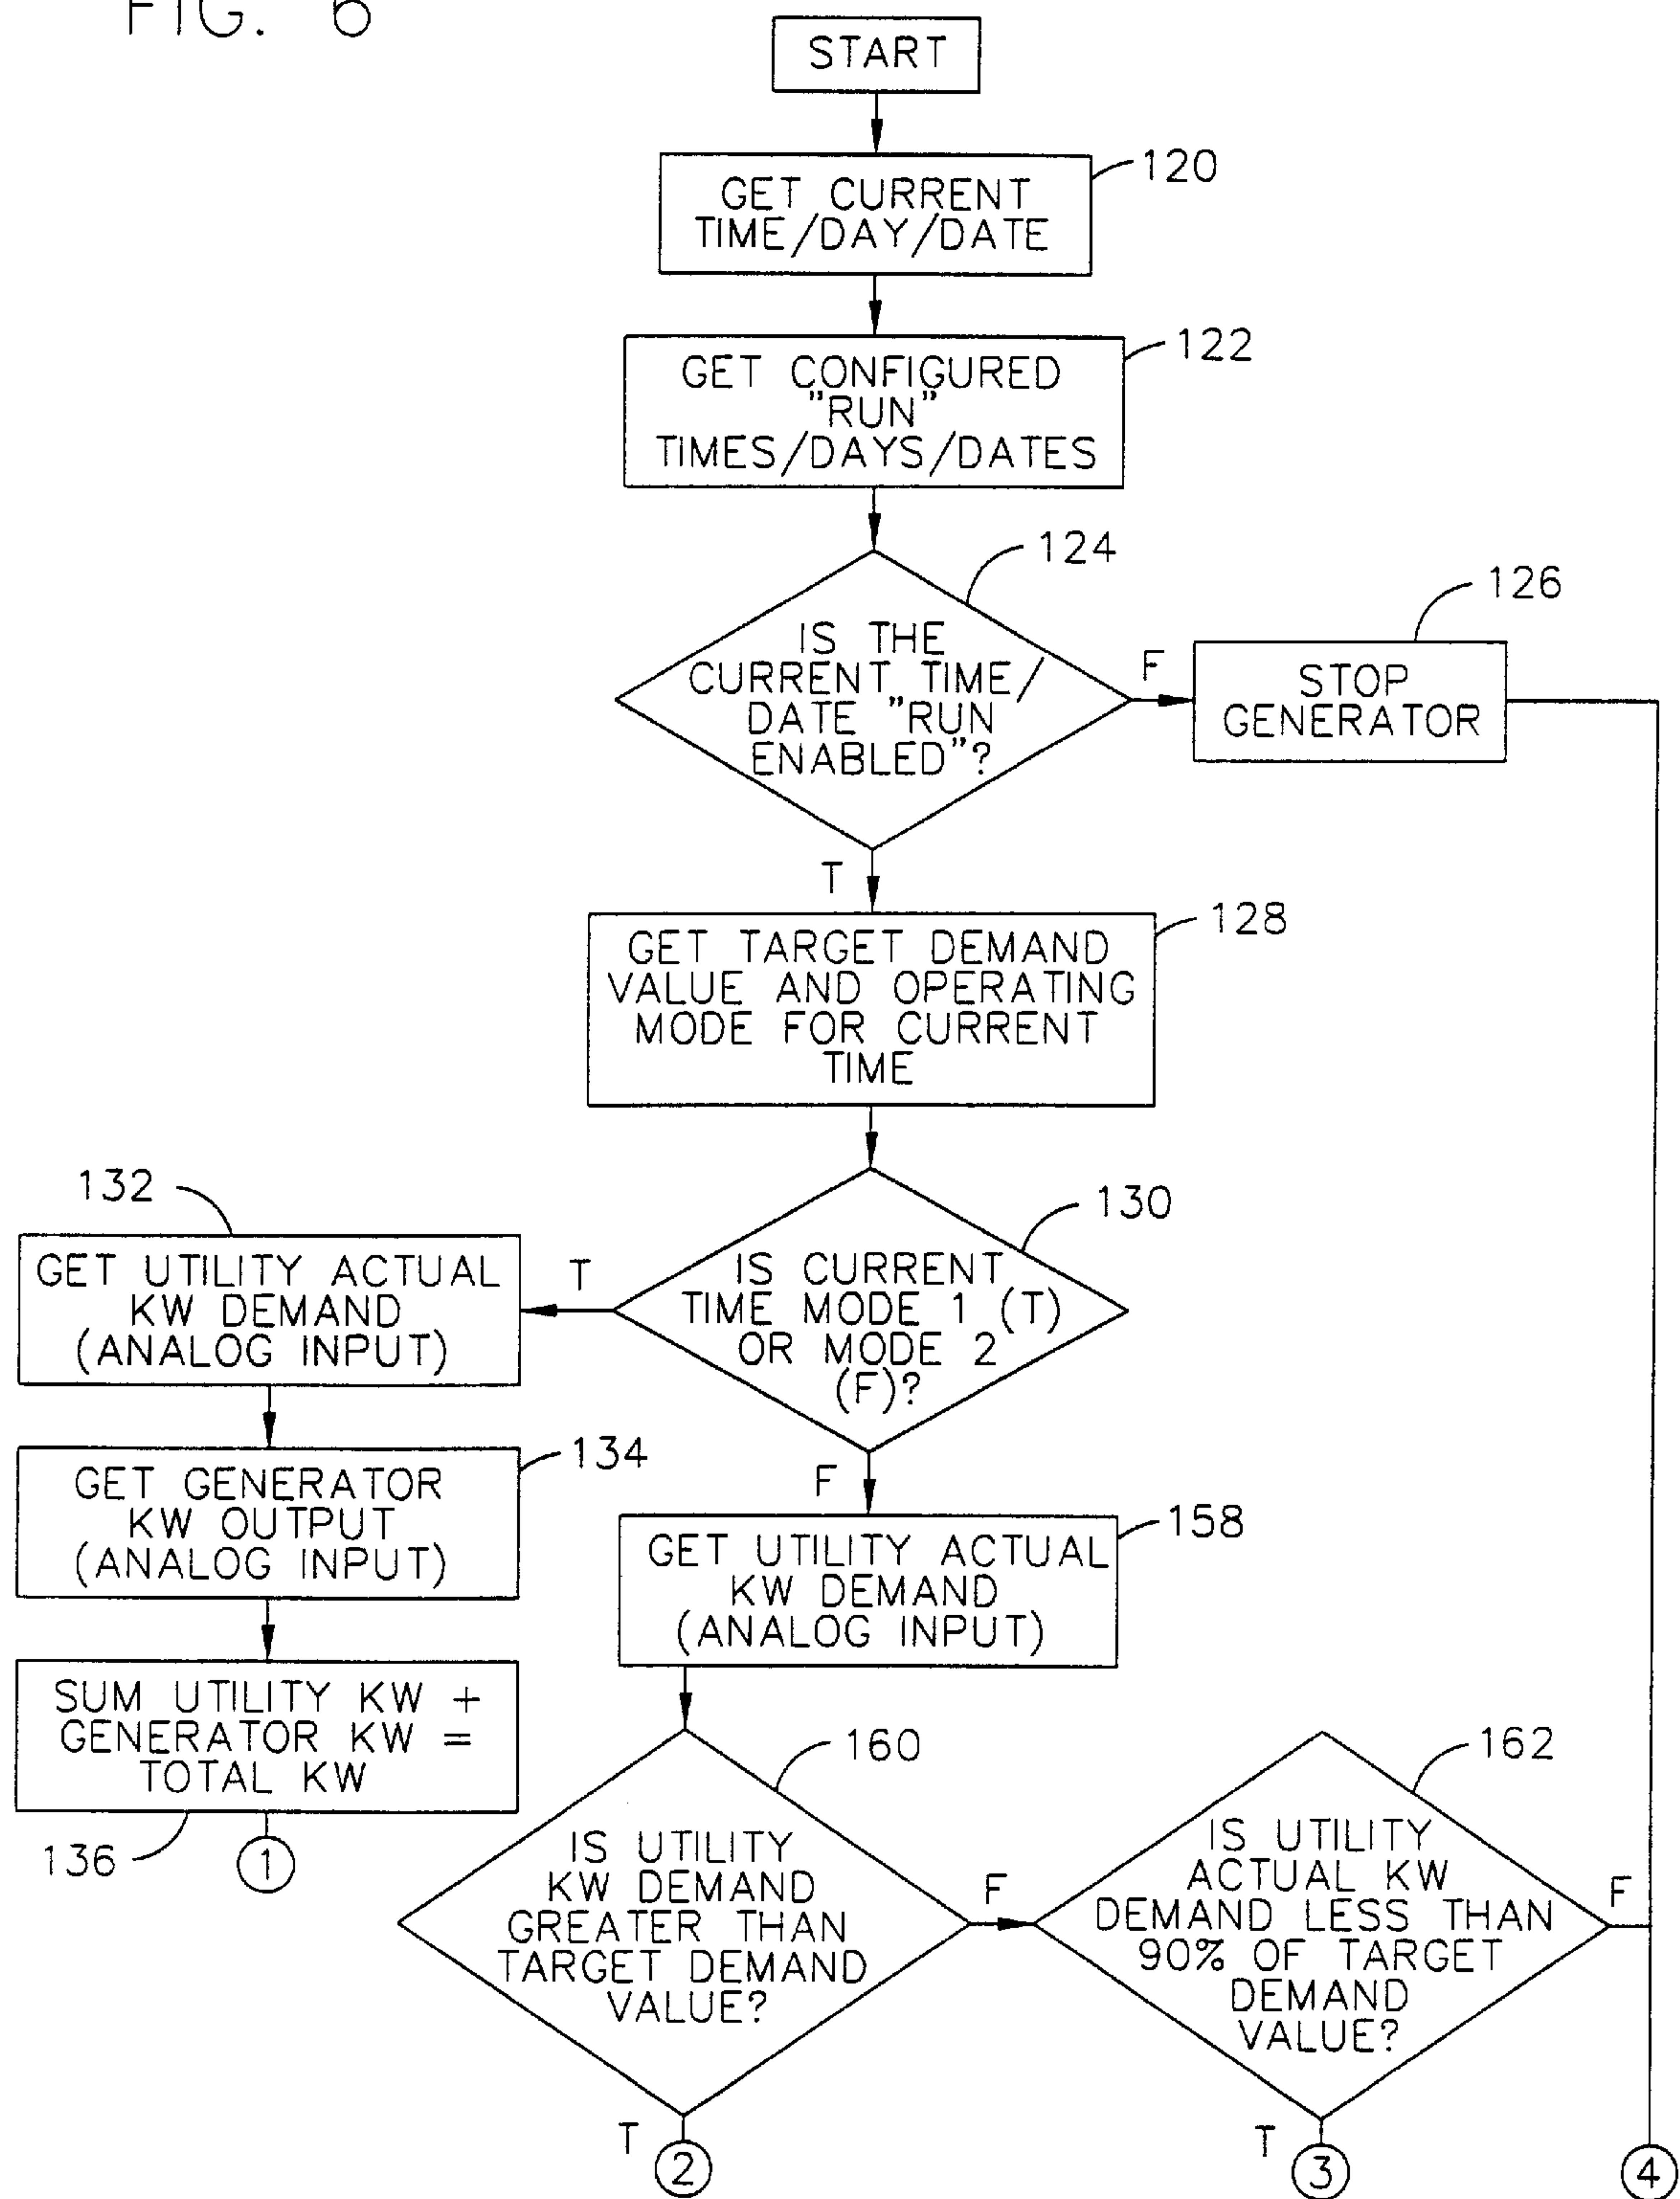 FIG. 6
START
120
GET CURRENT
TIME/DAY/DATE
122
GET CONFIGURED
"RUN"
TIMES/DAYS/DATES
124
IS THE
CURRENT TIME/
DATE "RUN
ENABLED"?
F
126
STOP
GENERATOR
T
128
GET TARGET DEMAND
VALUE AND OPERATING
MODE FOR CURRENT
TIME
130
IS CURRENT
TIME MODE 1 (T)
OR MODE 2
(F)?
T
132
GET UTILITY ACTUAL
KW DEMAND
(ANALOG INPUT)
134
GET GENERATOR
KW OUTPUT
(ANALOG INPUT)
SUM UTILITY KW +
GENERATOR KW =
TOTAL KW
136
1
F
158
GET UTILITY ACTUAL
KW DEMAND
(ANALOG INPUT)
160
IS UTILITY
KW DEMAND
GREATER THAN
TARGET DEMAND
VALUE?
F
T
2
162
IS UTILITY
ACTUAL KW
DEMAND LESS THAN
90% OF TARGET
DEMAND
VALUE?
F
T
3
4